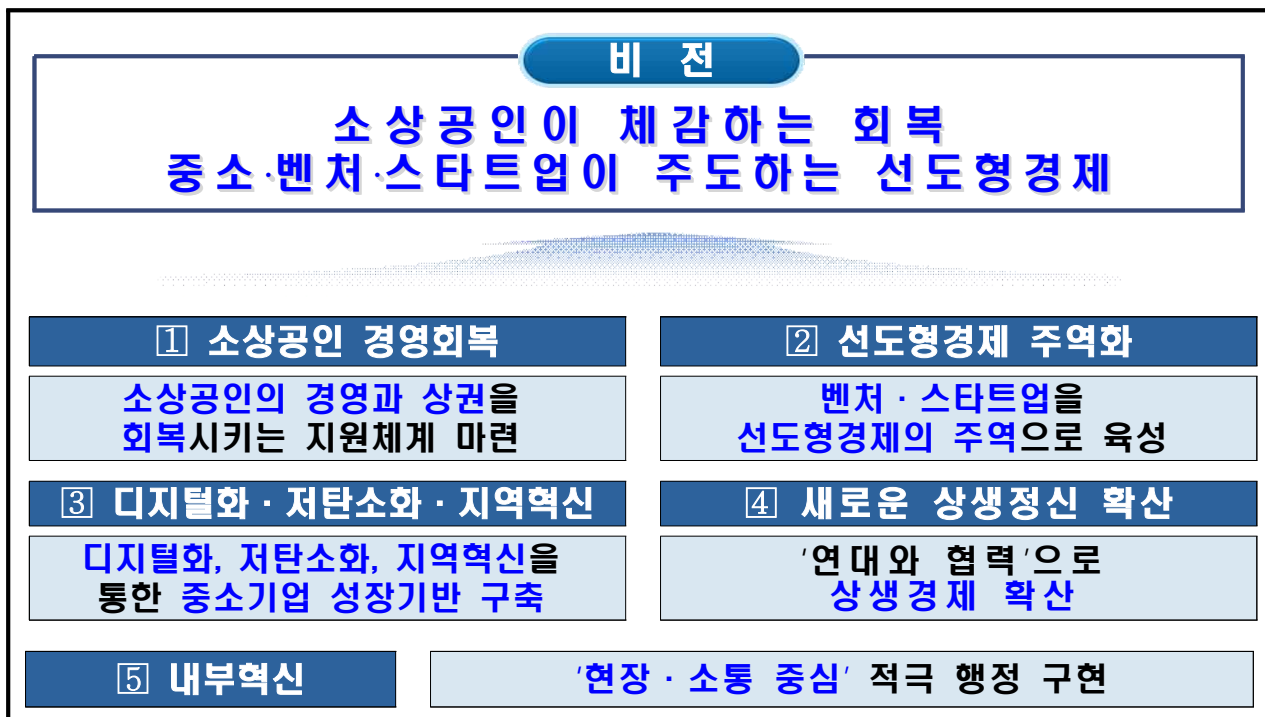 비 전
소상공인이 체감하는 회복
중소·벤처·스타트업이 주도하는 선도형경제
1 소상공인 경영회복
소상공인의 경영과 상권을
회복시키는 지원체계 마련
2 선도형경제 주역화
벤처·스타트업을
선도형경제의 주역으로 육성
3 디지털화·저탄소화·지역혁신
디지털화, 저탄소화, 지역혁신을
통한 중소기업 성장기반 구축
4 새로운 상생정신 확산
'연대와 협력'으로
상생경제 확산
5 내부혁신
'현장·소통 중심' 적극 행정 구현